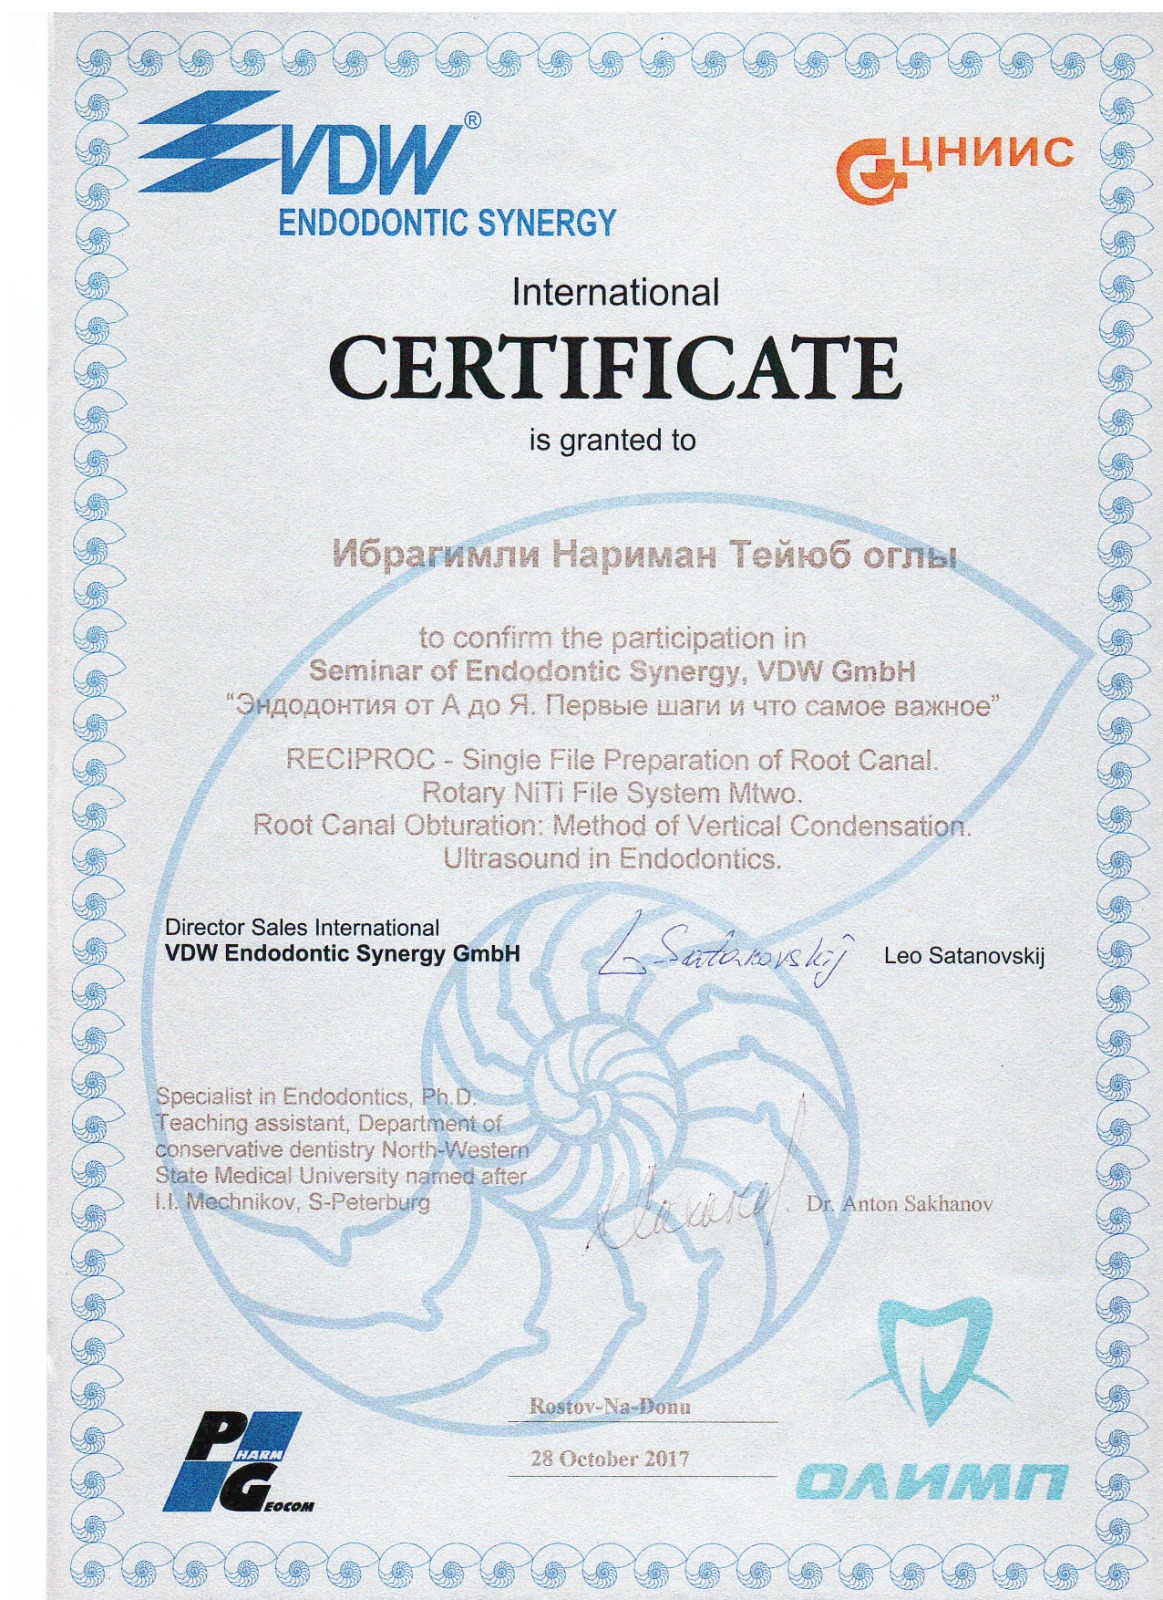 VDW®
ENDODONTIC SYNERGY
ЦНИИС
International
CERTIFICATE
is granted to
Ибрагимли Нариман Тейюб оглы
to confirm the participation in
Seminar of Endodontic Synergy, VDW GmbH
“Эндодонтия от А до Я. Первые шаги и что самое важное”
RECIPROC - Single File Preparation of Root Canal.
Rotary NiTi File System Mtwo.
Root Canal Obturation: Method of Vertical Condensation.
Ultrasound in Endodontics.
Director Sales International
VDW Endodontic Synergy GmbH
L Satanovskij
Leo Satanovskij
Specialist in Endodontics, Ph.D.
Teaching assistant, Department of
conservative dentistry North-Western
State Medical University named after
I.I. Mechnikov, S-Peterburg
Dr. Anton Sakhanov
Rostov-Na-Donu
28 October 2017
PHARM
GEOCOM
ОЛИМП